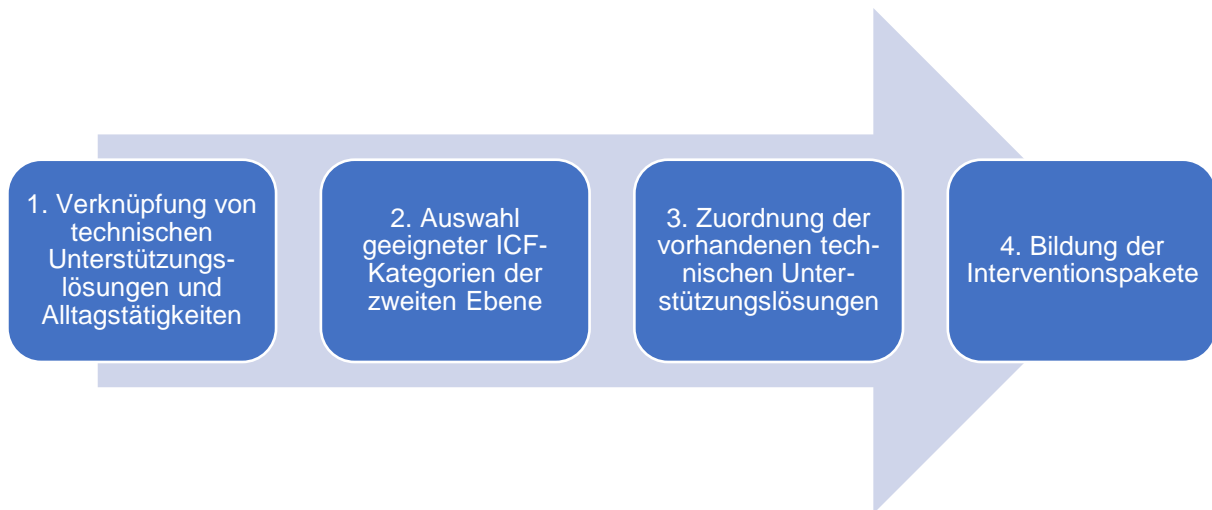 1. Verknüpfung von
technischen
Unterstützungs-
lösungen und
Alltagstätigkeiten
2. Auswahl
geeigneter ICF-
Kategorien der
zweiten Ebene
3. Zuordnung der
vorhandenen tech-
nischen Unter-
stützungslösungen
4. Bildung der
Interventionspakete